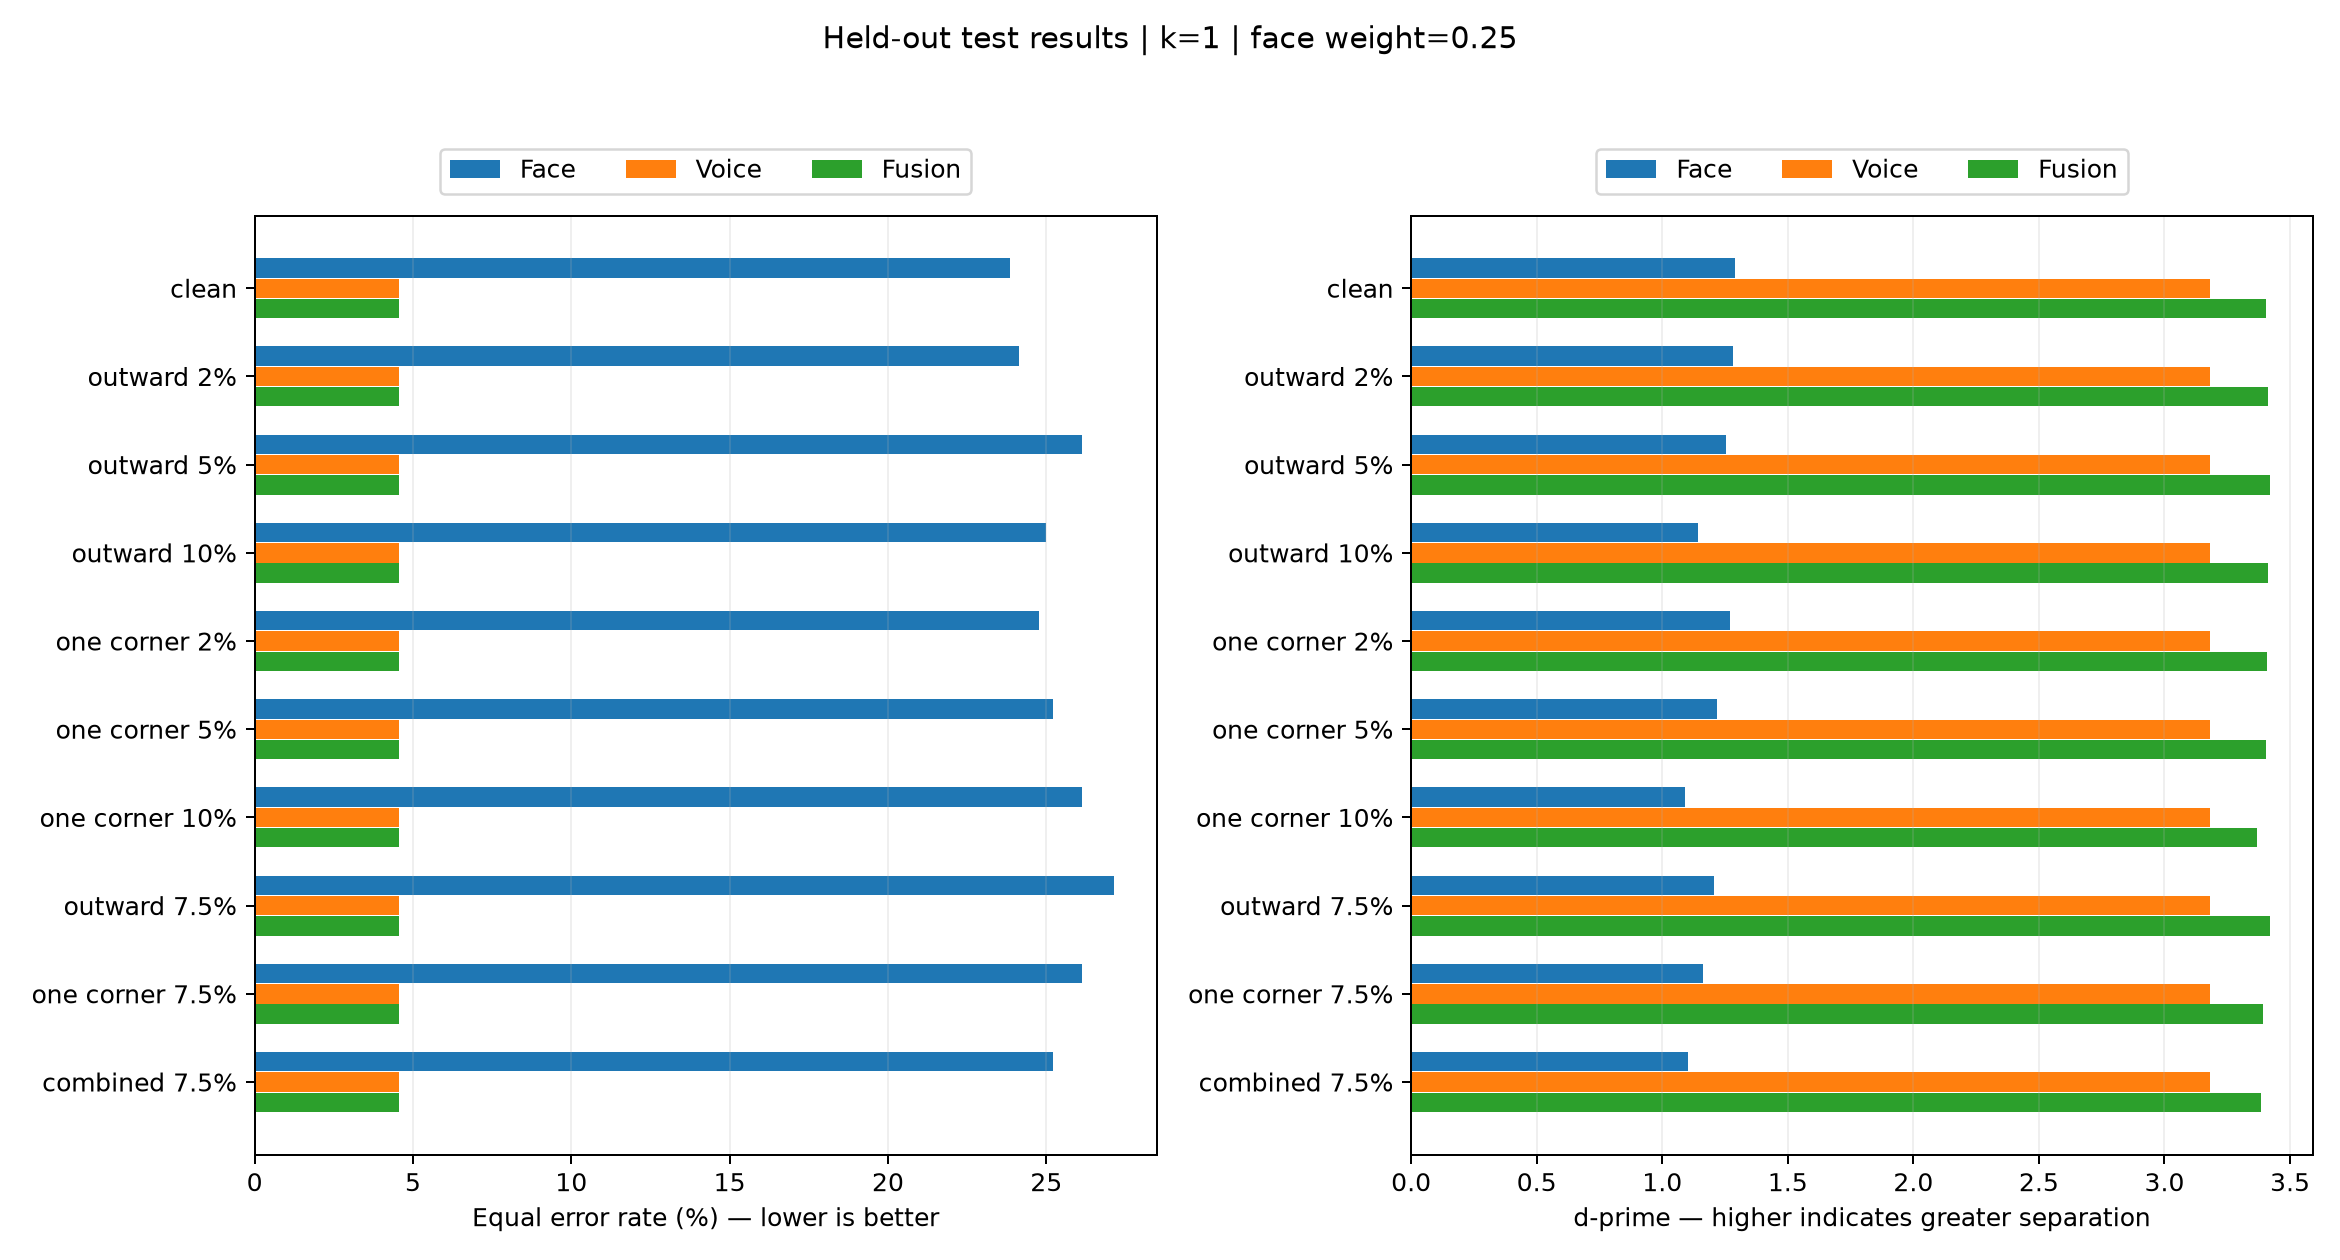 Held-out test results | k=1 | face weight=0.25
Face Voice Fusion
clean
outward 2%
outward 5%
outward 10%
one corner 2%
one corner 5%
one corner 10%
outward 7.5%
one corner 7.5%
combined 7.5%
0 5 10 15 20 25
Equal error rate (%) — lower is better
Face Voice Fusion
clean
outward 2%
outward 5%
outward 10%
one corner 2%
one corner 5%
one corner 10%
outward 7.5%
one corner 7.5%
combined 7.5%
0.0 0.5 1.0 1.5 2.0 2.5 3.0 3.5
d-prime — higher indicates greater separation